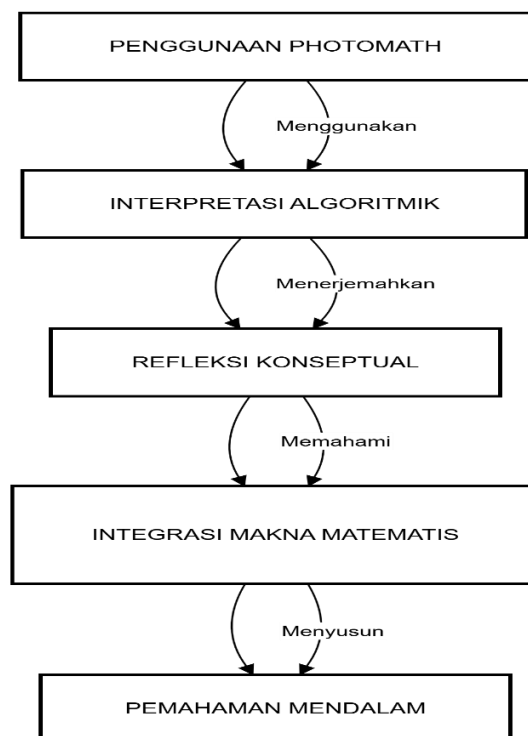 PENGGUNAAN PHOTOMATH
Menggunakan
INTERPRETASI ALGORITMIK
Menerjemahkan
REFLEKSI KONSEPTUAL
Memahami
INTEGRASI MAKNA MATEMATIS
Menyusun
PEMAHAMAN MENDALAM